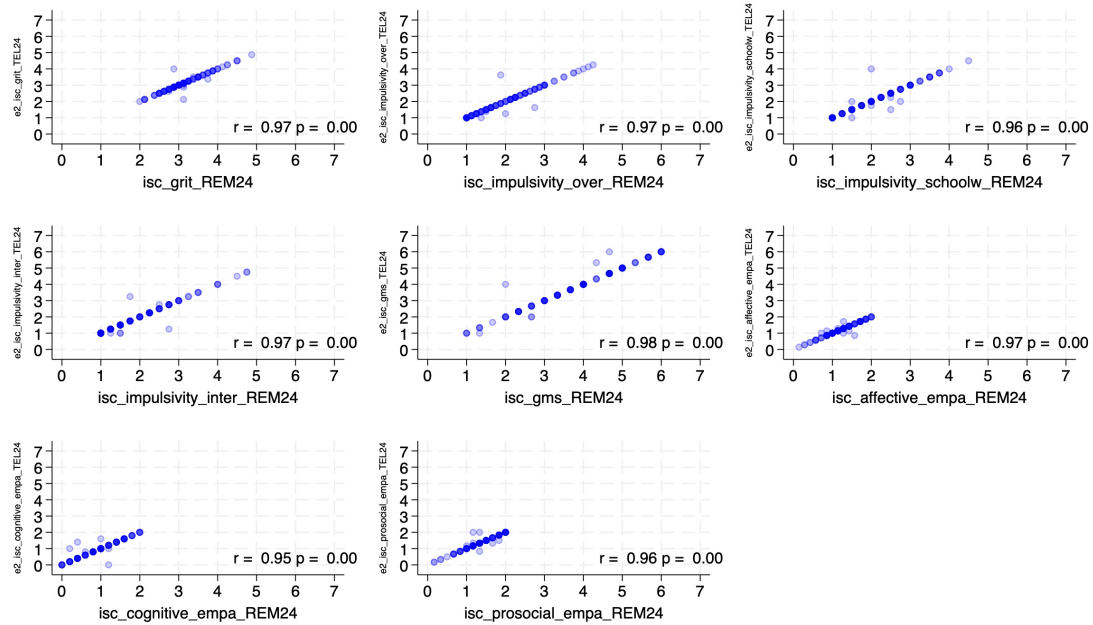 e2_isc_grit_TEL24
7
6
5
4
3
2
1
0
r = 0.97 p = 0.00
0 1 2 3 4 5 6 7
isc_grit_REM24
e2_isc_impulsivity_over_TEL24
7
6
5
4
3
2
1
0
r = 0.97 p = 0.00
0 1 2 3 4 5 6 7
isc_impulsivity_over_REM24
e2_isc_impulsivity_schoolw_TEL24
7
6
5
4
3
2
1
0
r = 0.96 p = 0.00
0 1 2 3 4 5 6 7
isc_impulsivity_schoolw_REM24
e2_isc_impulsivity_inter_TEL24
7
6
5
4
3
2
1
0
r = 0.97 p = 0.00
0 1 2 3 4 5 6 7
isc_impulsivity_inter_REM24
e2_isc_gms_TEL24
7
6
5
4
3
2
1
0
r = 0.98 p = 0.00
0 1 2 3 4 5 6 7
isc_gms_REM24
e2_isc_affective_empa_TEL24
7
6
5
4
3
2
1
0
r = 0.97 p = 0.00
0 1 2 3 4 5 6 7
isc_affective_empa_REM24
e2_isc_cognitive_empa_TEL24
7
6
5
4
3
2
1
0
r = 0.95 p = 0.00
0 1 2 3 4 5 6 7
isc_cognitive_empa_REM24
e2_isc_prosocial_empa_TEL24
7
6
5
4
3
2
1
0
r = 0.96 p = 0.00
0 1 2 3 4 5 6 7
isc_prosocial_empa_REM24